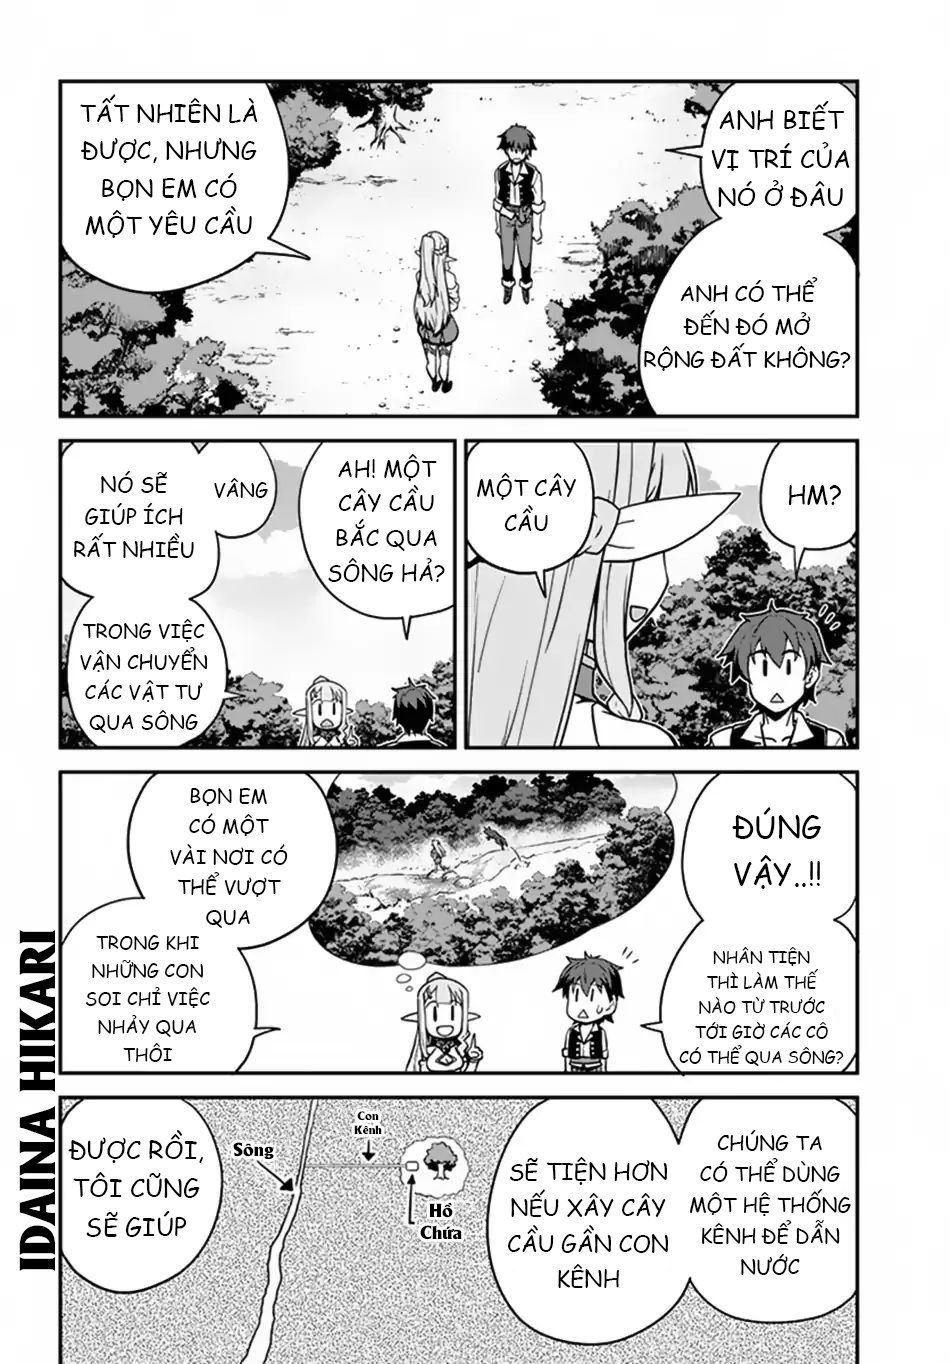 ANH BIẾT
VỊ TRÍ CỦA
NÓ Ở ĐÂU
ANH CÓ THỂ
ĐẾN ĐÓ MỞ
RỘNG ĐẤT KHÔNG?
TẤT NHIÊN LÀ
ĐƯỢC, NHƯNG
BỌN EM CÓ
MỘT YÊU CẦU
HM?
MỘT CÂY
CẦU
AH! MỘT
CÂY CẦU
BẮC QUA
SÔNG HẢ?
VÂNG
NÓ SẼ
GIÚP ÍCH
RẤT NHIỀU
TRONG VIỆC
VẬN CHUYỂN
CÁC VẬT TƯ
QUA SÔNG
ĐÚNG
VẬY..!!
NHÂN TIỆN
THÌ LÀM THẾ
NÀO TỪ TRƯỚC
TỚI GIỜ CÁC CÔ
CÓ THỂ QUA SÔNG?
BỌN EM
CÓ MỘT
VÀI NƠI CÓ
THỂ VƯỢT
QUA
TRONG KHI
NHỮNG CON
SOI CHỈ VIỆC
NHẢY QUA
THÔI
CHÚNG TA
CÓ THỂ DÙNG
MỘT HỆ THỐNG
KÊNH ĐỂ DẪN
NƯỚC
SẼ TIỆN HƠN
NẾU XÂY CÂY
CẦU GẦN CON
KÊNH
Con
Kênh
Hồ
Chứa
Sông
ĐƯỢC RỒI,
TÔI CŨNG
SẼ GIÚP
IDAINA HIKARI